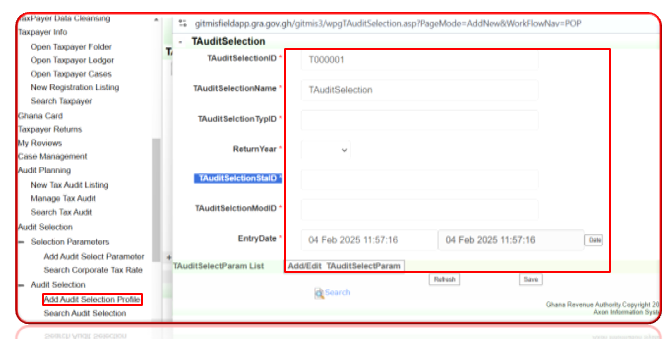 TaxPayer Data Cleansing
Taxpayer Info
Open Taxpayer Folder
Open Taxpayer Ledger
Open Taxpayer Cases
New Registration Listing
Search Taxpayer
Ghana Card
Taxpayer Returns
My Reviews
Case Management
Audit Planning
New Tax Audit Listing
Manage Tax Audit
Search Tax Audit
Audit Selection
Selection Parameters
Add Audit Select Parameter
Search Corporate Tax Rate
Audit Selection
Add Audit Selection Profile
Search Audit Selection
gitmisfieldapp.gra.gov.gh/gitmis3/wpgTAuditSelection.asp?PageMode=AddNew&WorkFlowNav=POP
- TAuditSelection
TAuditSelectionID * T000001
TAuditSelectionName * TAuditSelection
TAuditSelctionTypID *
ReturnYear *
TAuditSelctionStaID *
TAuditSelctionModID *
EntryDate * 04 Feb 2025 11:57:16 04 Feb 2025 11:57:16 Date
TAuditSelectParam List Add/Edit TAuditSelectParam
Refresh Save
Search
Ghana Revenue Authority Copyright 20
Axon Information Syste